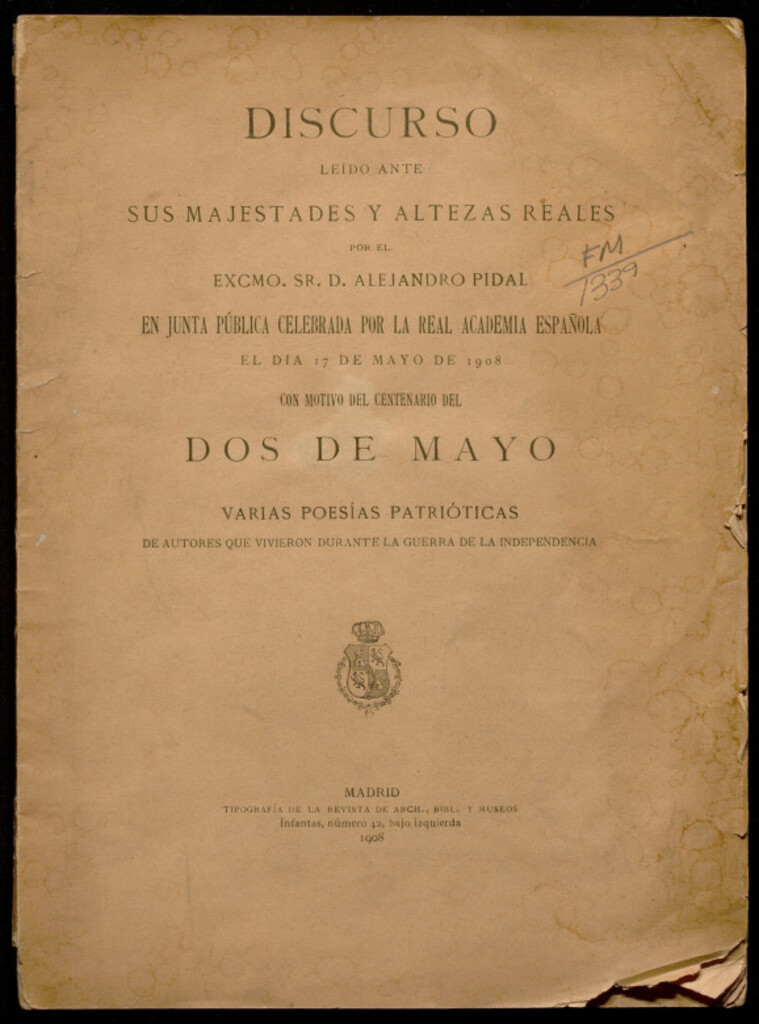 DISCURSO
LEÍDO ANTE
SUS MAJESTADES Y ALTEZAS REALES
POR EL
EXCMO. SR. D. ALEJANDRO PIDAL
FM
1339
EN JUNTA PÚBLICA CELEBRADA POR LA REAL ACADEMIA ESPAÑOLA
EL DÍA 17 DE MAYO DE 1908
CON MOTIVO DEL CENTENARIO DEL
DOS DE MAYO
VARIAS POESÍAS PATRIÓTICAS
DE AUTORES QUE VIVIERON DURANTE LA GUERRA DE LA INDEPENDENCIA
MADRID
TIPOGRAFÍA DE LA REVISTA DE ARCH., BIBL. Y MUSEOS
Infantas, número 42, bajo izquierda
1908